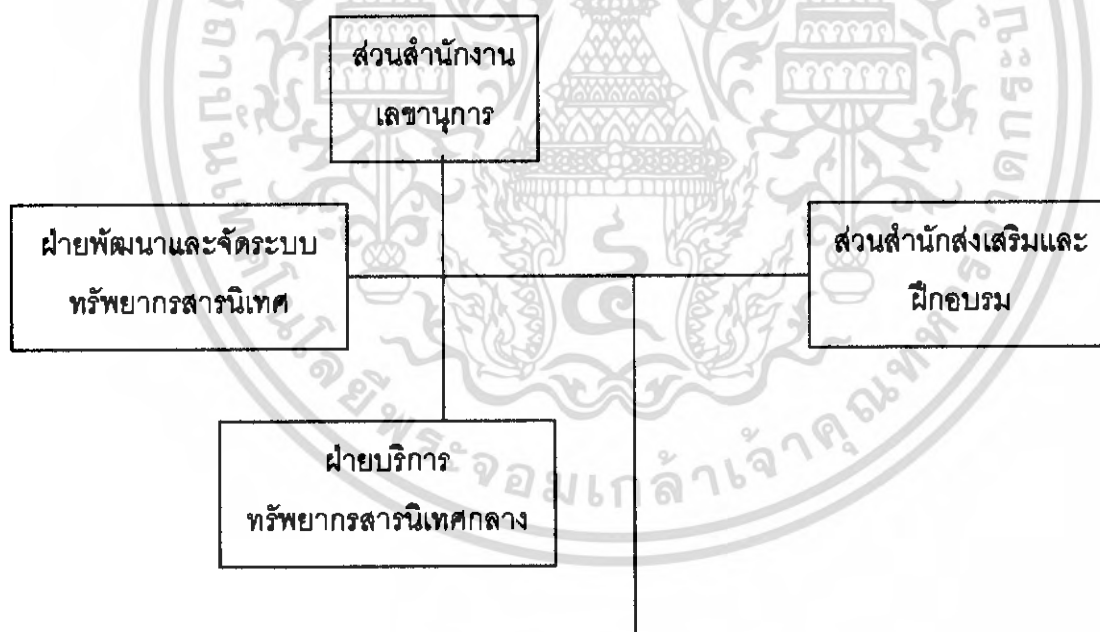 ส่วนสำนักงาน
เลขานุการ
ฝ่ายพัฒนาและจัดระบบ
ทรัพยากรสารนิเทศ
ส่วนสำนักส่งเสริมและ
ฝึกอบรม
ฝ่ายบริการ
ทรัพยากรสารนิเทศกลาง